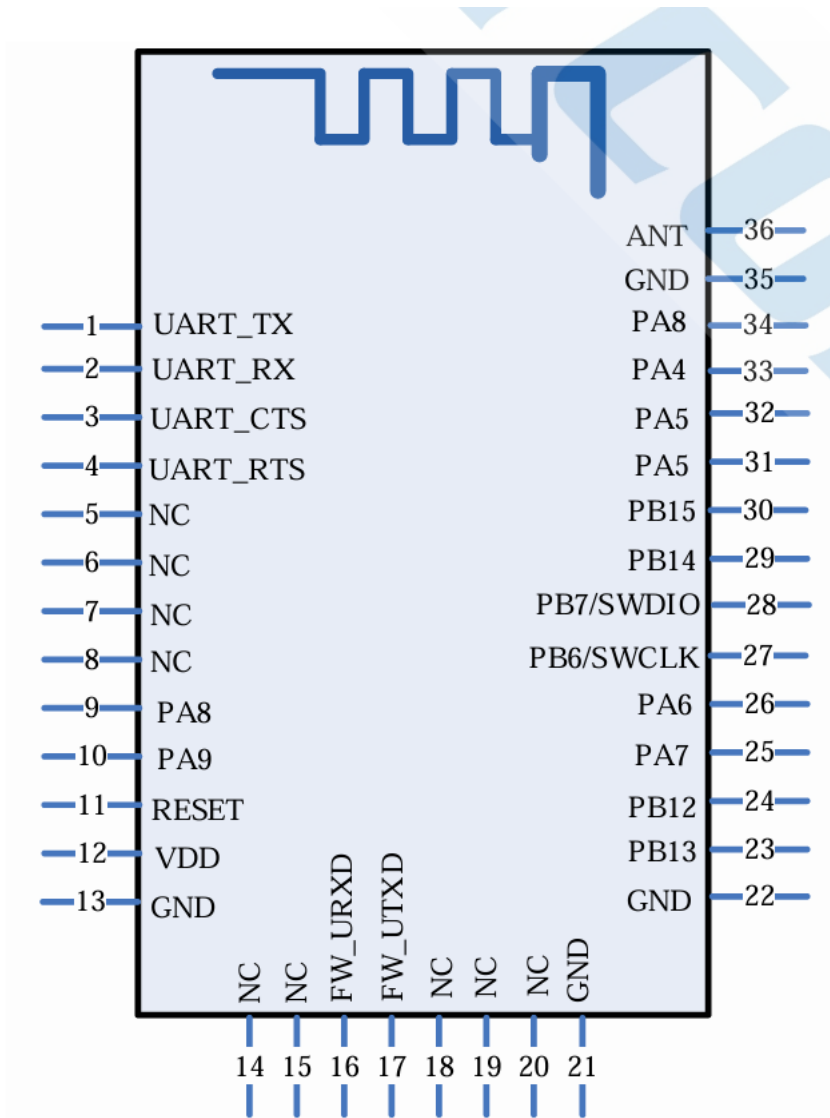 ANT 36
GND 35
1 UART_TX PA8 34
2 UART_RX PA4 33
3 UART_CTS PA5 32
4 UART_RTS PA5 31
5 NC PB15 30
6 NC PB14 29
7 NC PB7/SWDIO 28
8 NC PB6/SWCLK 27
9 PA8 PA6 26
10 PA9 PA7 25
11 RESET PB12 24
12 VDD PB13 23
13 GND GND 22
NC NC FW_URXD FW_UTXD NC NC NC GND
14 15 16 17 18 19 20 21